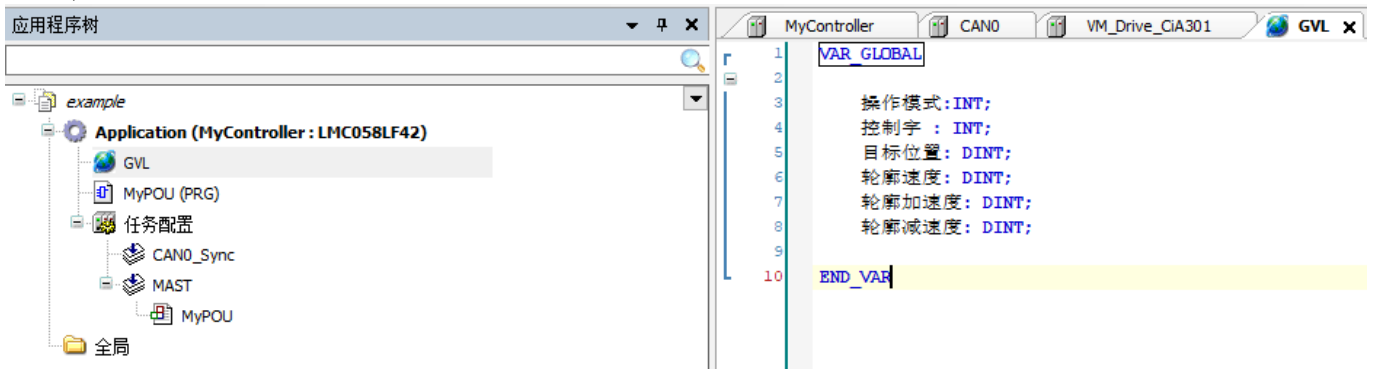 应用程序树
example
Application (MyController : LMC058LF42)
GVL
MyPOU (PRG)
任务配置
CAN0_Sync
MAST
MyPOU
全局
MyController
CAN0
VM_Drive_CiA301
GVL
1 VAR_GLOBAL
2
3 操作模式:INT;
4 控制字 : INT;
5 目标位置: DINT;
6 轮廓速度: DINT;
7 轮廓加速度: DINT;
8 轮廓减速度: DINT;
9
10 END_VAR